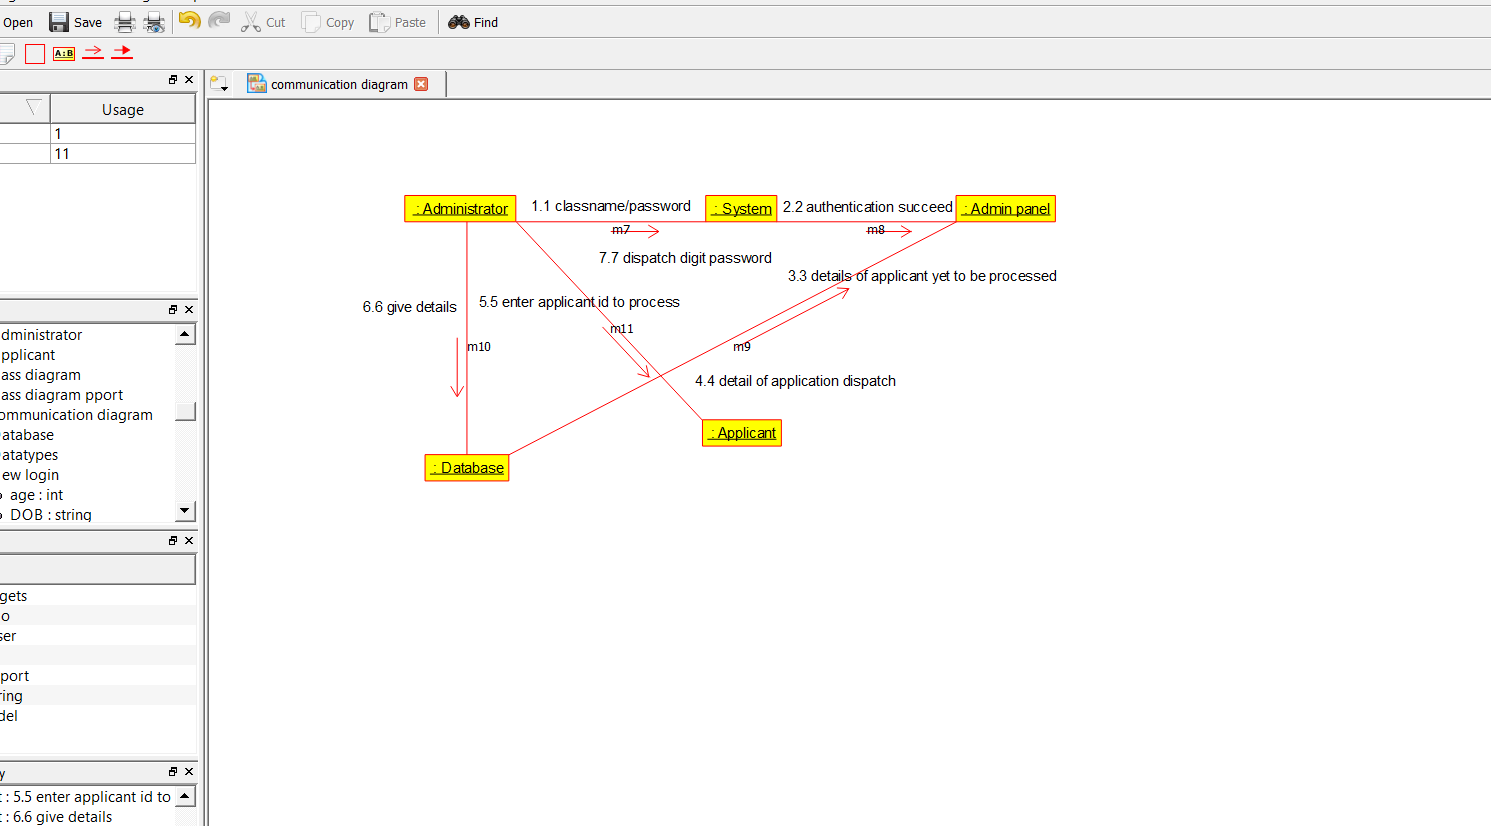 Open Save Cut Copy Paste Find
A:B
communication diagram
Usage
1
11
: Administrator 1.1 classname/password : System 2.2 authentication succeed : Admin panel
m7 m8
7.7 dispatch digit password
3.3 details of applicant yet to be processed
6.6 give details 5.5 enter applicant id to process
m11
m10 m9
4.4 detail of application dispatch
: Applicant
: Database
dministrator
pplicant
ass diagram
ass diagram pport
ommunication diagram
atabase
atatypes
ew login
age : int
DOB : string
gets
o
ser
port
ring
del
y
: 5.5 enter applicant id to
: 6.6 give details